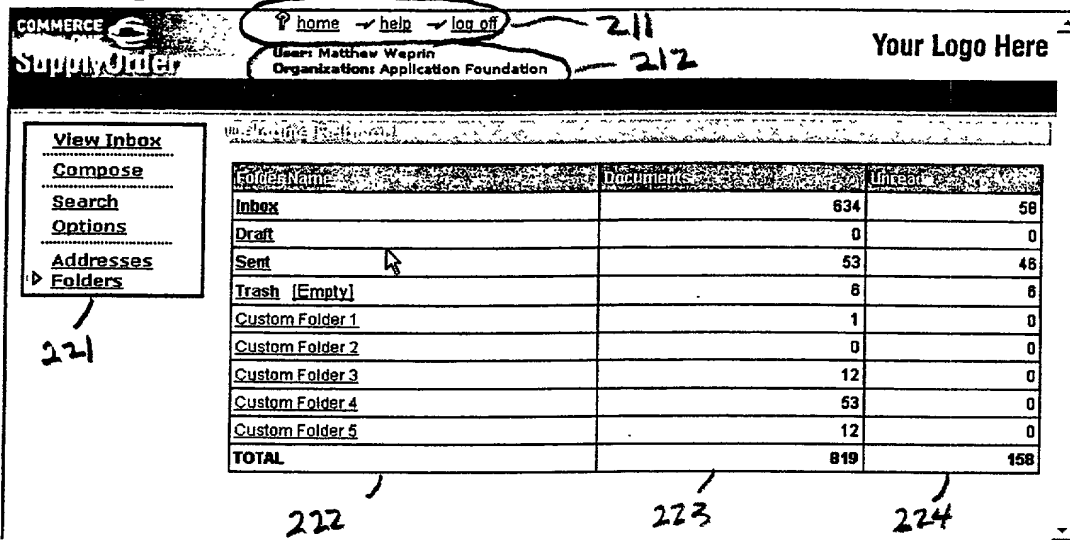 COMMERCE
SupplyOrder
home help log off
211
User: Matthew Weprin
Organization: Application Foundation
212
Your Logo Here
View Inbox
Compose
Search
Options
Addresses
Folders
221
Folder Name Documents Unread
Inbox 634 58
Draft 0 0
Sent 53 46
Trash [Empty] 6 6
Custom Folder 1 1 0
Custom Folder 2 0 0
Custom Folder 3 12 0
Custom Folder 4 53 0
Custom Folder 5 12 0
TOTAL 819 158
222
223
224